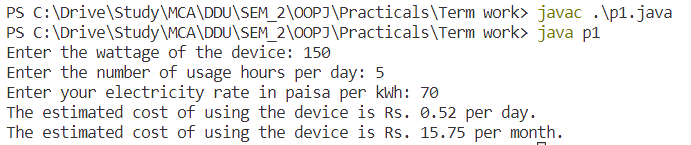 PS C:\Drive\Study\MCA\DDU\SEM_2\OOPJ\Practicals\Term work> javac .\p1.java
PS C:\Drive\Study\MCA\DDU\SEM_2\OOPJ\Practicals\Term work> java p1
Enter the wattage of the device: 150
Enter the number of usage hours per day: 5
Enter your electricity rate in paisa per kWh: 70
The estimated cost of using the device is Rs. 0.52 per day.
The estimated cost of using the device is Rs. 15.75 per month.